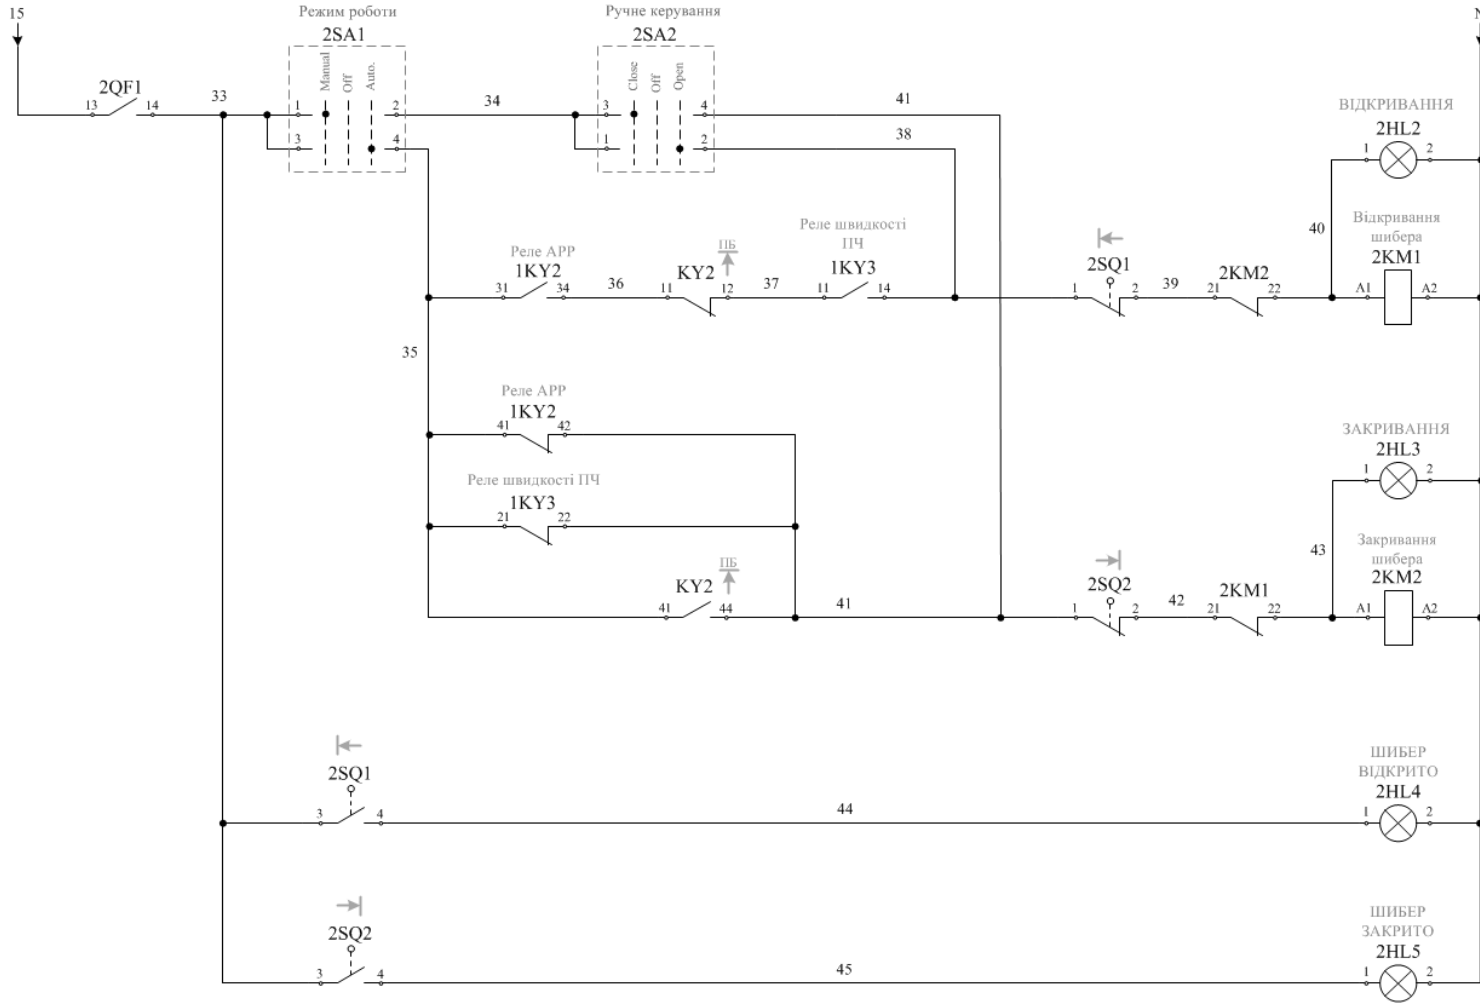 15
Режим роботи
Ручне керування
N
2SA1
2SA2
Manual
Off
Auto.
Close
Off
Open
2QF1
13
14
33
1
2
34
3
4
41
3
4
1
2
38
ВІДКРИВАННЯ
2HL2
1
2
Реле швидкості
ПЧ
Реле АРР
1KY2
31
34
36
KY2
ПБ
11
12
37
1KY3
11
14
2SQ1
1
2
39
2KM2
21
22
40
Відкривання
шибера
2KM1
A1
A2
35
Реле АРР
1KY2
41
42
Реле швидкості ПЧ
1KY3
21
22
KY2
ПБ
41
44
41
2SQ2
1
2
42
2KM1
21
22
43
ЗАКРИВАННЯ
2HL3
1
2
Закривання
шибера
2KM2
A1
A2
2SQ1
3
4
44
ШИБЕР
ВІДКРИТО
2HL4
1
2
2SQ2
3
4
45
ШИБЕР
ЗАКРИТО
2HL5
1
2